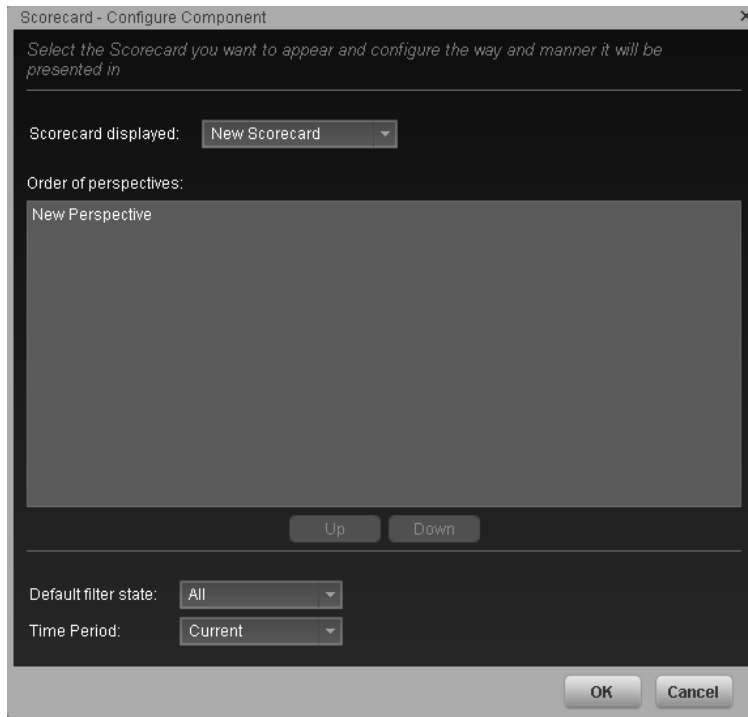 Scorecard - Configure Component
Select the Scorecard you want to appear and configure the way and manner it will be
presented in
Scorecard displayed: New Scorecard
Order of perspectives:
New Perspective
Up Down
Default filter state: All
Time Period: Current
OK Cancel